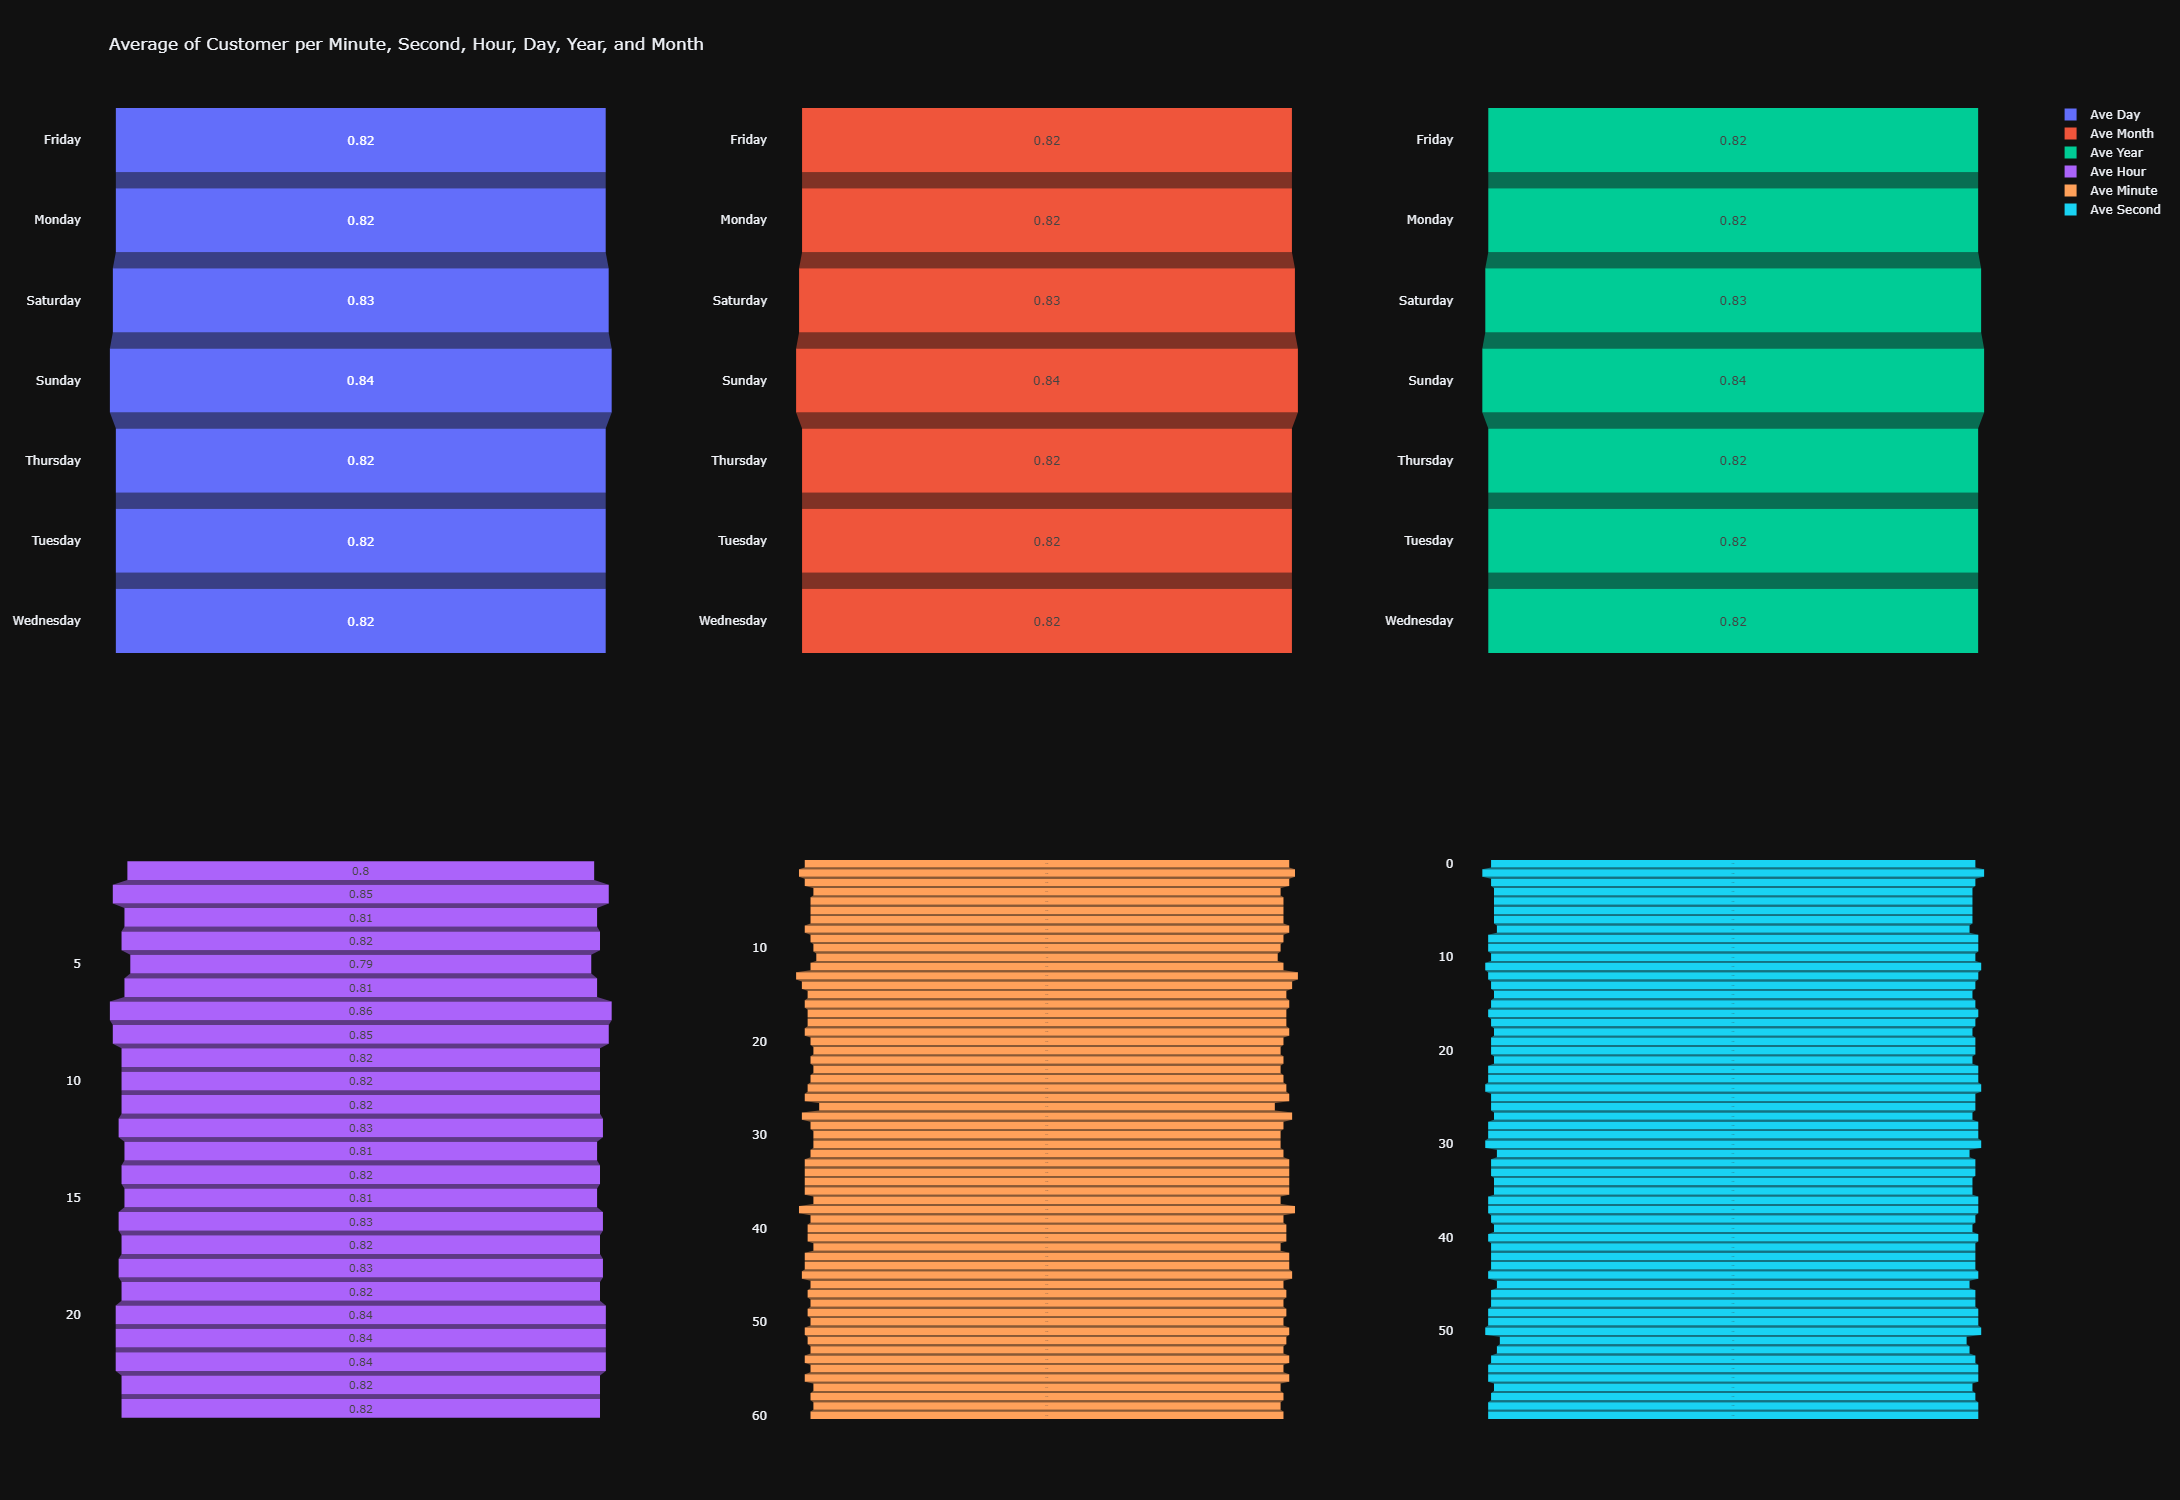 Average of Customer per Minute, Second, Hour, Day, Year, and Month
Friday 0.82
Monday 0.82
Saturday 0.83
Sunday 0.84
Thursday 0.82
Tuesday 0.82
Wednesday 0.82
Friday 0.82
Monday 0.82
Saturday 0.83
Sunday 0.84
Thursday 0.82
Tuesday 0.82
Wednesday 0.82
Friday 0.82
Monday 0.82
Saturday 0.83
Sunday 0.84
Thursday 0.82
Tuesday 0.82
Wednesday 0.82
Ave Day
Ave Month
Ave Year
Ave Hour
Ave Minute
Ave Second
0.8
0.85
0.81
0.82
5 0.79
0.81
0.86
0.85
0.82
10 0.82
0.82
0.83
0.81
0.82
15 0.81
0.83
0.82
0.83
0.82
20 0.84
0.84
0.84
0.82
0.82
10
20
30
40
50
60
0
10
20
30
40
50